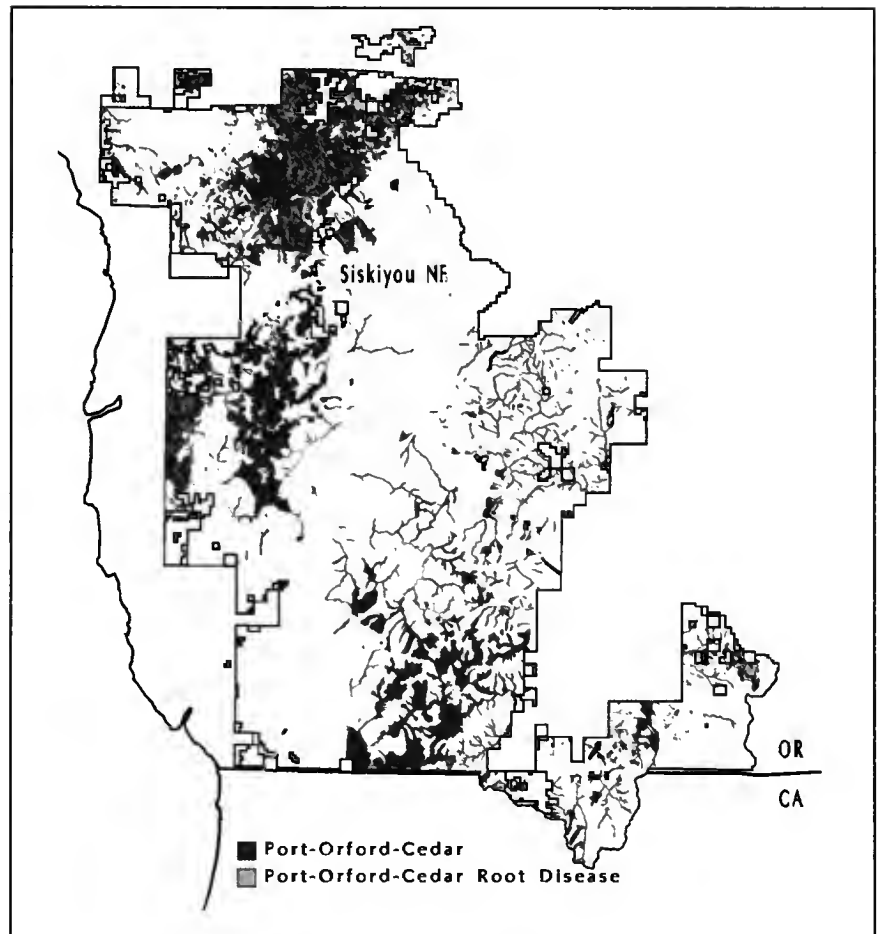 Siskiyou NF
OR
CA
Port-Orford-Cedar
Port-Orford-Cedar Root Disease